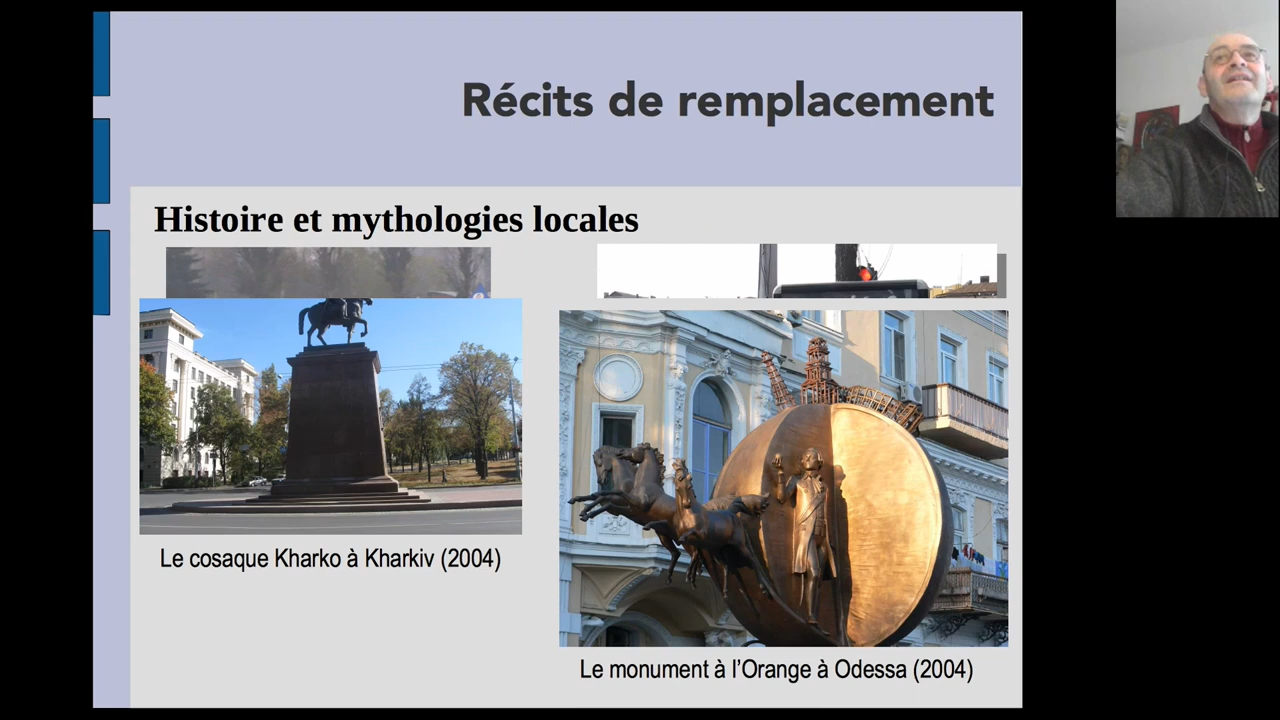 Récits de remplacement
Histoire et mythologies locales
Le cosaque Kharko à Kharkiv (2004)
Le monument à l'Orange à Odessa (2004)